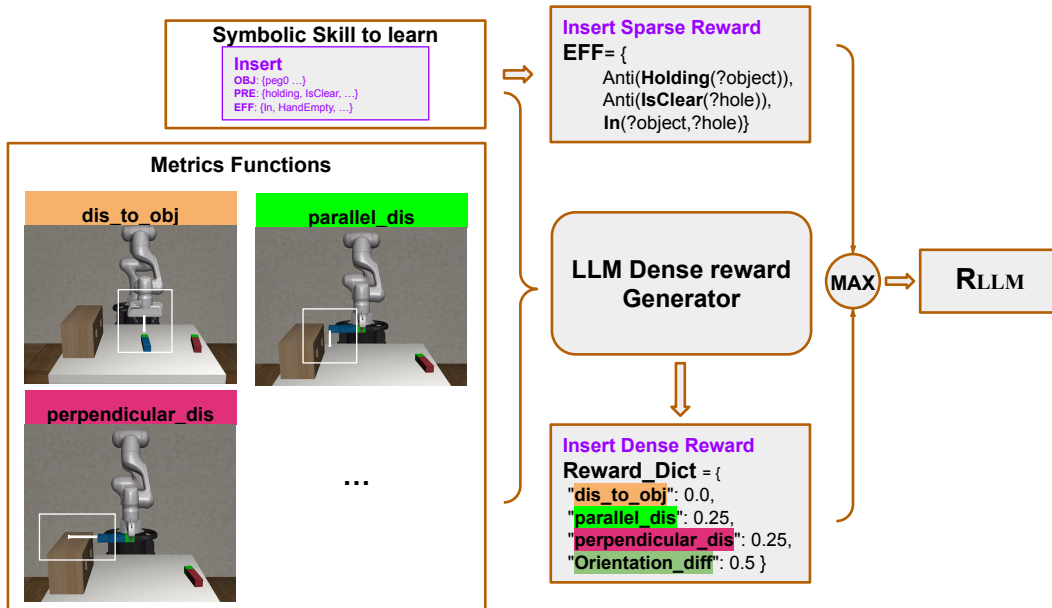 Symbolic Skill to learn
Insert
OBJ: {peg0 ...}
PRE: {holding, IsClear, ...}
EFF: {In, HandEmpty, ...}
Metrics Functions
dis_to_obj
parallel_dis
perpendicular_dis
...
Insert Sparse Reward
EFF= {
Anti(Holding(?object)),
Anti(IsClear(?hole)),
In(?object,?hole)}
LLM Dense reward
Generator
MAX
RLLM
Insert Dense Reward
Reward_Dict = {
"dis_to_obj": 0.0,
"parallel_dis": 0.25,
"perpendicular_dis": 0.25,
"Orientation_diff": 0.5 }